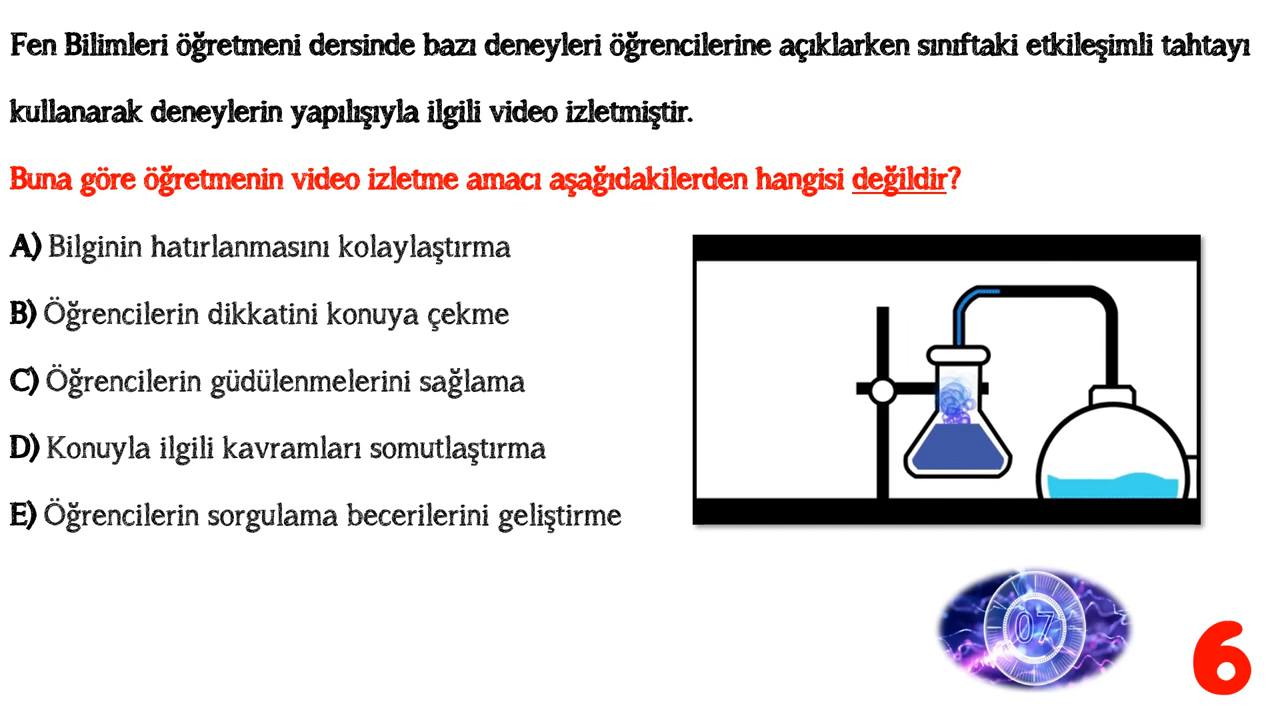 Fen Bilimleri öğretmeni dersinde bazı deneyleri öğrencilerine açıklarken sınıftaki etkileşimli tahtayı
kullanarak deneylerin yapılışıyla ilgili video izletmiştir.
Buna göre öğretmenin video izletme amacı aşağıdakilerden hangisi değildir?
A) Bilginin hatırlanmasını kolaylaştırma
B) Öğrencilerin dikkatini konuya çekme
C) Öğrencilerin güdülenmelerini sağlama
D) Konuyla ilgili kavramları somutlaştırma
E) Öğrencilerin sorgulama becerilerini geliştirme
07
6